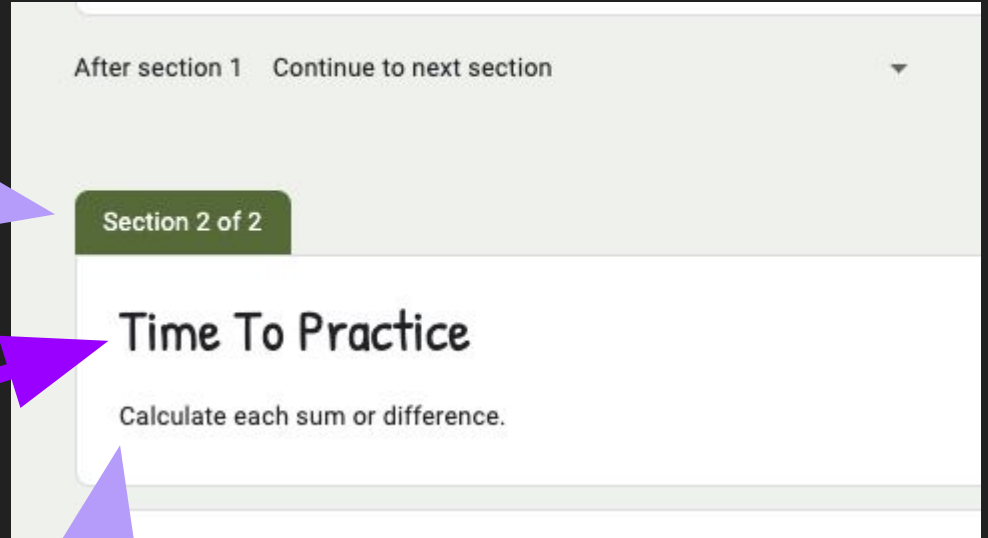 After section 1 Continue to next section
Section 2 of 2
Time To Practice
Calculate each sum or difference.